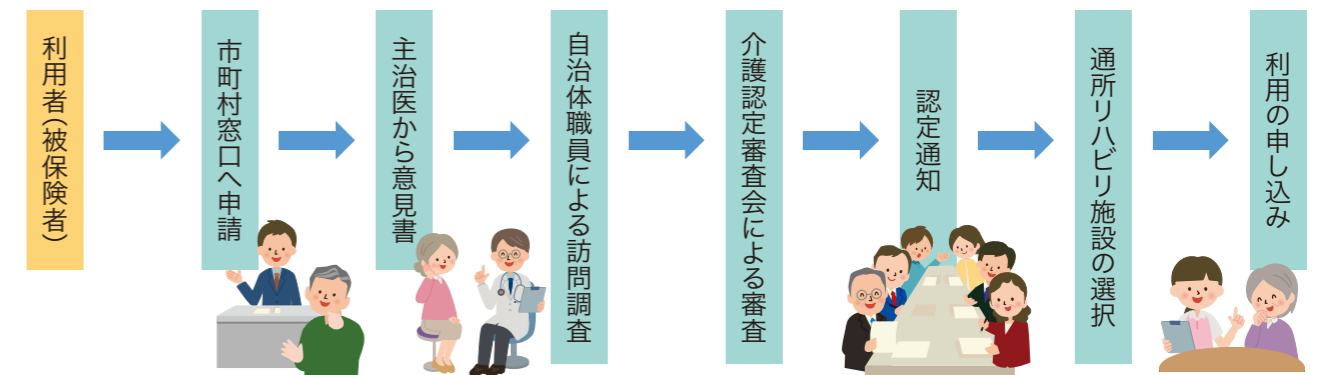 利用者(被保険者)
市町村窓口へ申請
主治医から意見書
自治体職員による訪問調査
介護認定審査会による審査
認定通知
通所リハビリ施設の選択
利用の申し込み